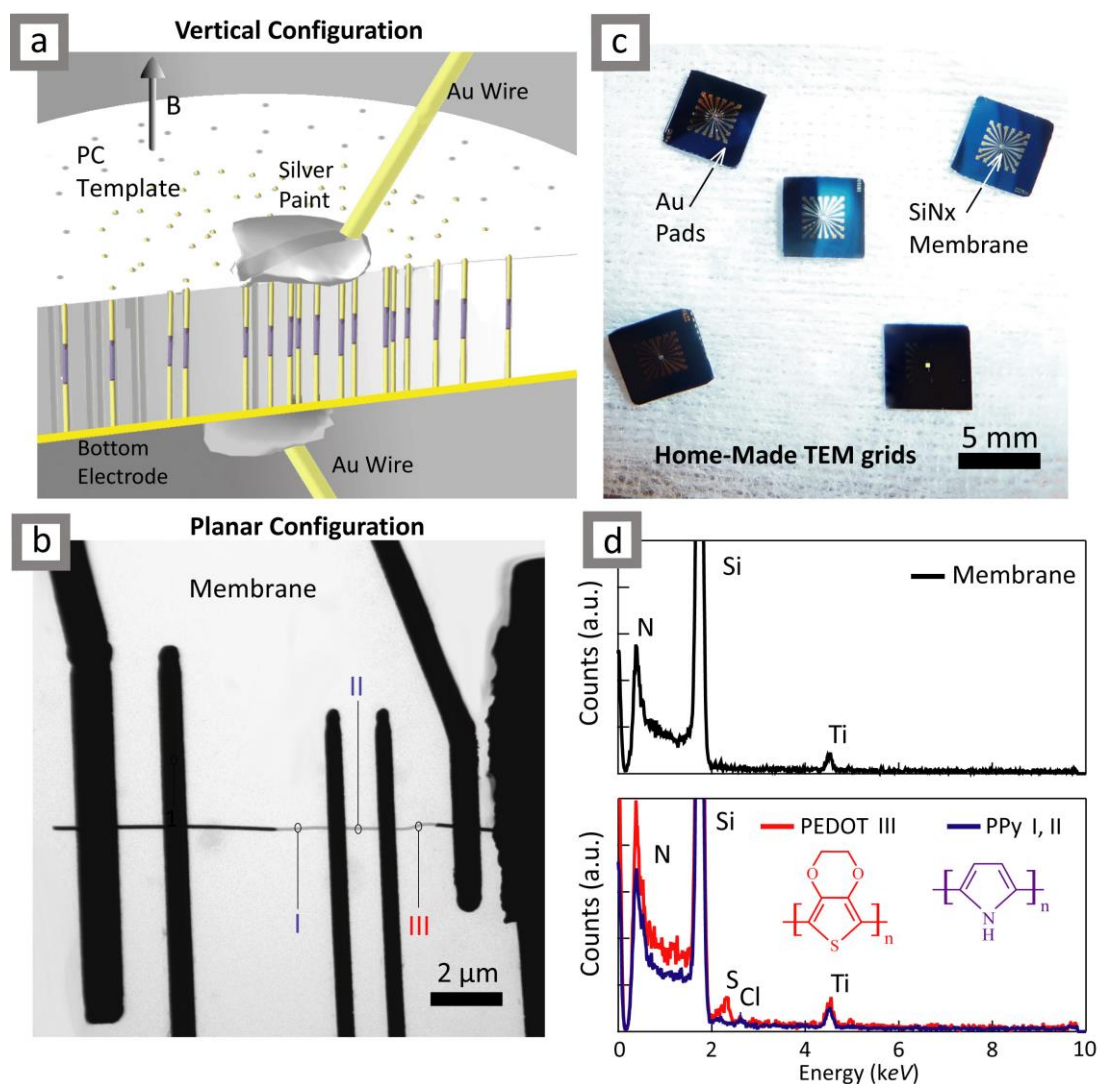 a
Vertical Configuration
B
Au Wire
PC
Template
Silver
Paint
Bottom
Electrode
Au Wire
c
Au
Pads
SiNx
Membrane
Home-Made TEM grids
5 mm
b
Planar Configuration
Membrane
1
II
I
III
2 µm
d
Counts (a.u.)
N
Si
Ti
Membrane
Counts (a.u.)
N
Si
PEDOT III
PPy I, II
O
O
S
n
N
H
n
S
Cl
Ti
0
2
4
6
8
10
Energy (keV)